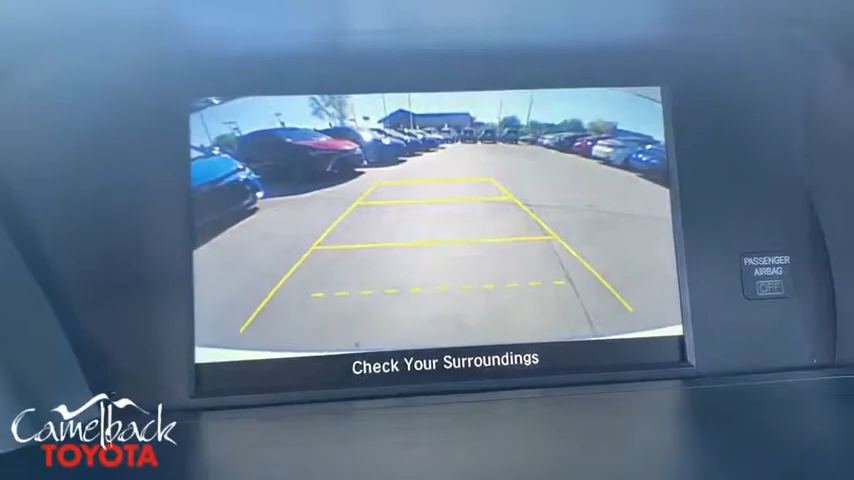 Check Your Surroundings
PASSENGER
AIRBAG
OFF
Camelback
TOYOTA